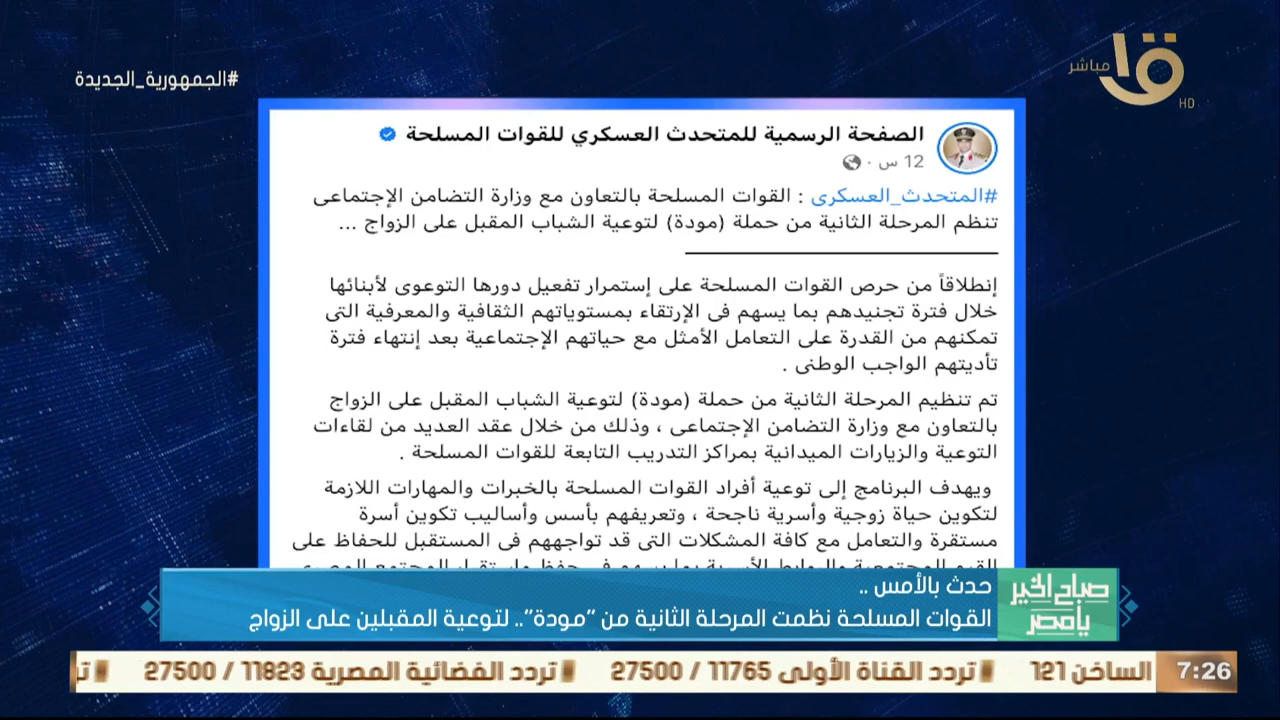 #الجمهورية_الجديدة
مباشر
HD
الصفحة الرسمية للمتحدث العسكري للقوات المسلحة
12 س ·
#المتحدث_العسكرى : القوات المسلحة بالتعاون مع وزارة التضامن الإجتماعى
تنظم المرحلة الثانية من حملة (مودة) لتوعية الشباب المقبل على الزواج ...
إنطلاقاً من حرص القوات المسلحة على إستمرار تفعيل دورها التوعوى لأبنائها
خلال فترة تجنيدهم بما يسهم فى الإرتقاء بمستوياتهم الثقافية والمعرفية التى
تمكنهم من القدرة على التعامل الأمثل مع حياتهم الإجتماعية بعد إنتهاء فترة
تأديتهم الواجب الوطنى .
تم تنظيم المرحلة الثانية من حملة (مودة) لتوعية الشباب المقبل على الزواج
بالتعاون مع وزارة التضامن الإجتماعى ، وذلك من خلال عقد العديد من لقاءات
التوعية والزيارات الميدانية بمراكز التدريب التابعة للقوات المسلحة .
ويهدف البرنامج إلى توعية أفراد القوات المسلحة بالخبرات والمهارات اللازمة
لتكوين حياة زوجية وأسرية ناجحة ، وتعريفهم بأسس وأساليب تكوين أسرة
مستقرة والتعامل مع كافة المشكلات التى قد تواجههم فى المستقبل للحفاظ على
حدث بالأمس ..
القوات المسلحة نظمت المرحلة الثانية من "مودة".. لتوعية المقبلين على الزواج
صباح الخير
يا مصر
7:26
الساخن 121 # تردد القناة الأولى 11765 / 27500 # تردد الفضائية المصرية 11823 / 27500 #